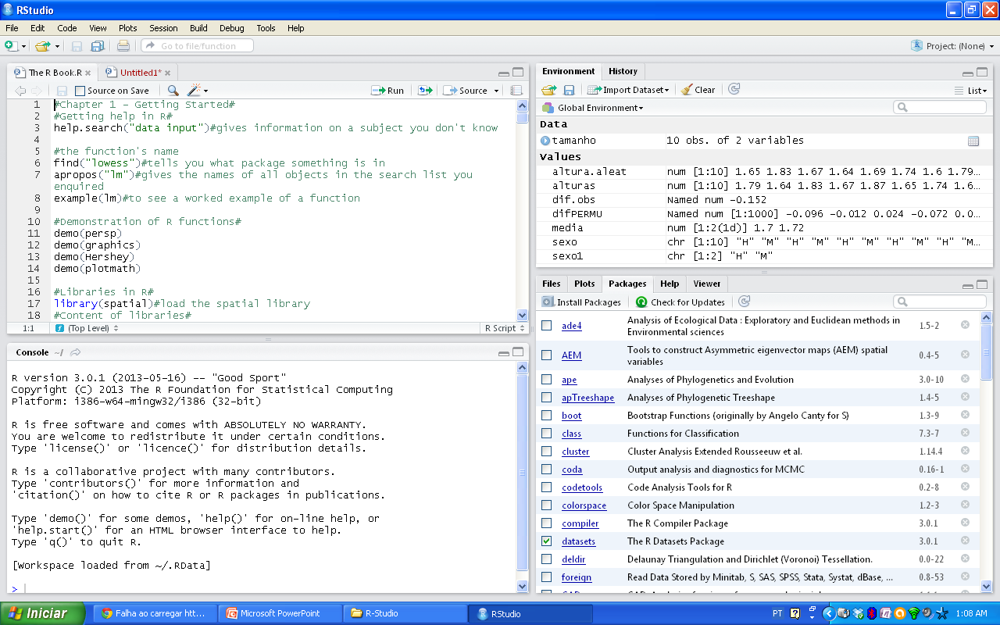 RStudio
File Edit Code View Plots Session Build Debug Tools Help
Go to file/function
Project: (None)
The R Book.R
Untitled1*
Source on Save
Run
Source
1 #Chapter 1 - Getting Started#
2 #Getting help in R#
3 help.search("data input")#gives information on a subject you don't know
4
5 #the function's name
6 find("lowess")#tells you what package something is in
7 apropos("lm")#gives the names of all objects in the search list you
enquired
8 example(lm)#to see a worked example of a function
9
10 #Demonstration of R functions#
11 demo(persp)
12 demo(graphics)
13 demo(Hershey)
14 demo(plotmath)
15
16 #Libraries in R#
17 library(spatial)#load the spatial library
18 #Content of libraries#
1:1 (Top Level) R Script
Console ~/
R version 3.0.1 (2013-05-16) -- "Good Sport"
Copyright (C) 2013 The R Foundation for Statistical Computing
Platform: i386-w64-mingw32/i386 (32-bit)
R is free software and comes with ABSOLUTELY NO WARRANTY.
You are welcome to redistribute it under certain conditions.
Type 'license()' or 'licence()' for distribution details.
R is a collaborative project with many contributors.
Type 'contributors()' for more information and
'citation()' on how to cite R or R packages in publications.
Type 'demo()' for some demos, 'help()' for on-line help, or
'help.start()' for an HTML browser interface to help.
Type 'q()' to quit R.
[Workspace loaded from ~/.RData]
>
Environment History
Import Dataset Clear List
Global Environment
Data
tamanho 10 obs. of 2 variables
Values
altura.aleat num [1:10] 1.65 1.83 1.67 1.64 1.69 1.74 1.6 1.79...
alturas num [1:10] 1.79 1.64 1.83 1.67 1.87 1.65 1.74 1.6...
dif.obs Named num -0.152
difPERMU Named num [1:1000] -0.096 -0.012 0.024 -0.072 0.0...
media num [1:2(1d)] 1.7 1.72
sexo chr [1:10] "H" "M" "H" "M" "H" "M" "H" "M" "H" "M...
sexo1 chr [1:2] "H" "M"
Files Plots Packages Help Viewer
Install Packages Check for Updates
ade4 Analysis of Ecological Data : Exploratory and Euclidean methods in 1.5-2
Environmental sciences
AEM Tools to construct Asymmetric eigenvector maps (AEM) spatial 0.4-5
variables
ape Analyses of Phylogenetics and Evolution 3.0-10
apTreeshape Analyses of Phylogenetic Treeshape 1.4-5
boot Bootstrap Functions (originally by Angelo Canty for S) 1.3-9
class Functions for Classification 7.3-7
cluster Cluster Analysis Extended Rousseeuw et al. 1.14.4
coda Output analysis and diagnostics for MCMC 0.16-1
codetools Code Analysis Tools for R 0.2-8
colorspace Color Space Manipulation 1.2-3
compiler The R Compiler Package 3.0.1
datasets The R Datasets Package 3.0.1
deldir Delaunay Triangulation and Dirichlet (Voronoi) Tessellation. 0.0-22
foreign Read Data Stored by Minitab, S, SAS, SPSS, Stata, Systat, dBase, ... 0.8-53
Iniciar
Falha ao carregar htt...
Microsoft PowerPoint
R-Studio
RStudio
PT
1:08 AM